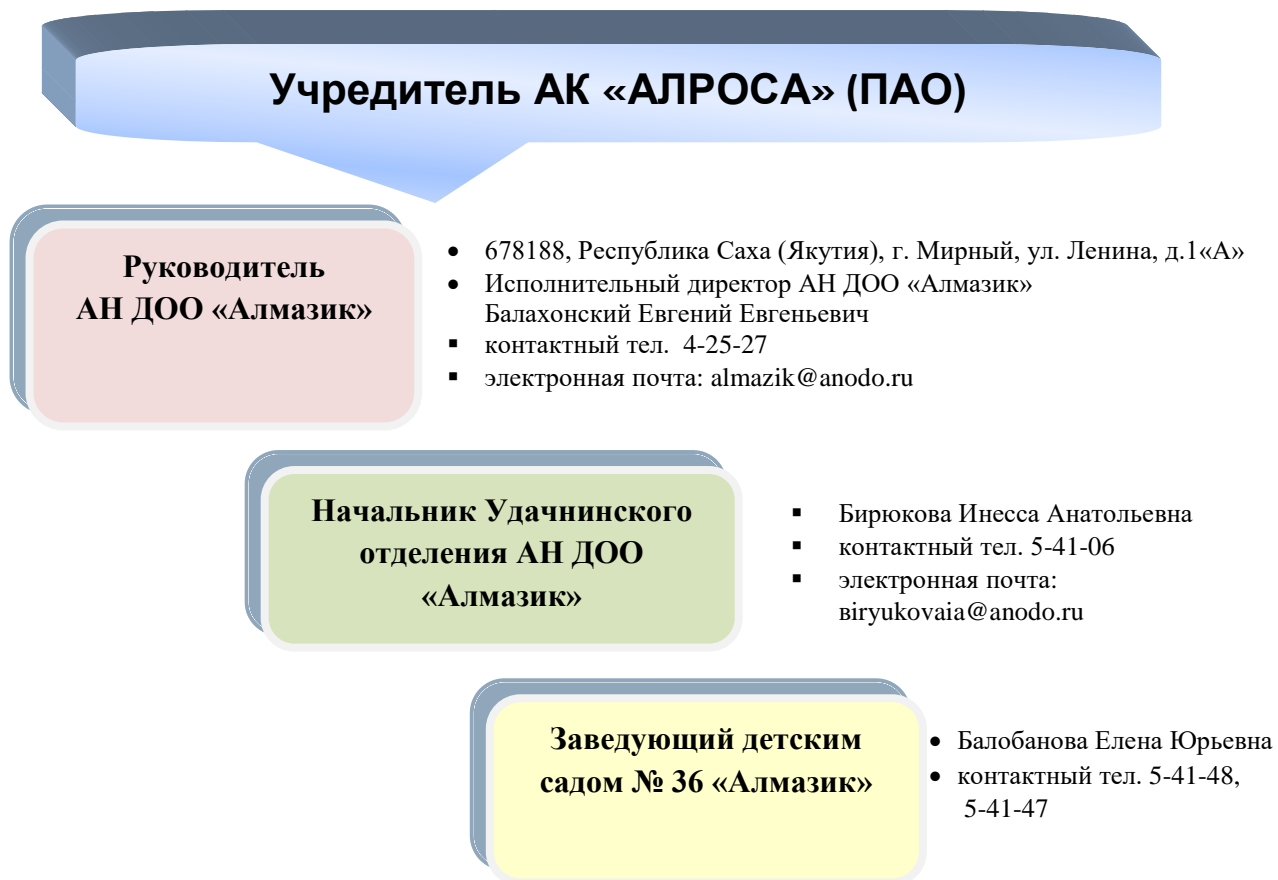 Учредитель АК «АЛРОСА» (ПАО)
Руководитель
АН ДОО «Алмазик»
• 678188, Республика Саха (Якутия), г. Мирный, ул. Ленина, д.1«А»
• Исполнительный директор АН ДОО «Алмазик»
Балахонский Евгений Евгеньевич
▪ контактный тел. 4-25-27
▪ электронная почта: almazik@anodo.ru
Начальник Удачнинского
отделения АН ДОО
«Алмазик»
▪ Бирюкова Инесса Анатольевна
▪ контактный тел. 5-41-06
▪ электронная почта:
вiryukovaia@anodo.ru
Заведующий детским
садом № 36 «Алмазик»
• Балобанова Елена Юрьевна
• контактный тел. 5-41-48,
5-41-47